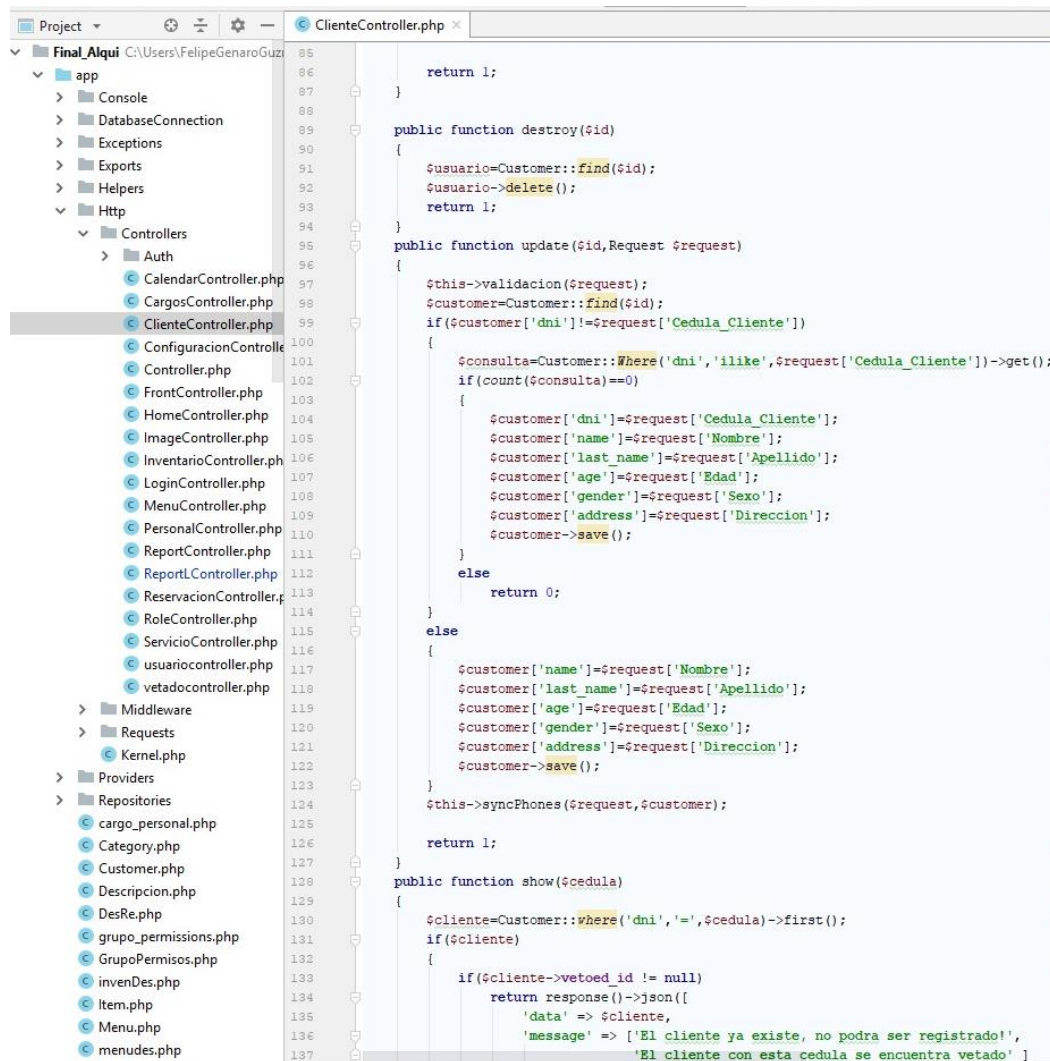 Project
ClienteController.php
Final_Alqui C:\Users\FelipeGenaroGuz
app
Console
DatabaseConnection
Exceptions
Exports
Helpers
Http
Controllers
Auth
CalendarController.php
CargosController.php
ClienteController.php
ConfiguracionControlle
Controller.php
FrontController.php
HomeController.php
ImageController.php
InventarioController.ph
LoginController.php
MenuController.php
PersonalController.php
ReportController.php
ReportLController.php
ReservacionController.p
RoleController.php
ServicioController.php
usuariocontroller.php
vetadocontroller.php
Middleware
Requests
Kernel.php
Providers
Repositories
cargo_personal.php
Category.php
Customer.php
Descripcion.php
DesRe.php
grupo_permissions.php
GrupoPermisos.php
invenDes.php
Item.php
Menu.php
menudes.php
85
86 return 1;
87 }
88
89 public function destroy($id)
90 {
91 $usuario=Customer::find($id);
92 $usuario->delete();
93 return 1;
94 }
95 public function update($id,Request $request)
96 {
97 $this->validacion($request);
98 $customer=Customer::find($id);
99 if($customer['dni']!=$request['Cedula_Cliente'])
100 {
101 $consulta=Customer::Where('dni','ilike',$request['Cedula_Cliente'])->get();
102 if(count($consulta)==0)
103 {
104 $customer['dni']=$request['Cedula_Cliente'];
105 $customer['name']=$request['Nombre'];
106 $customer['last_name']=$request['Apellido'];
107 $customer['age']=$request['Edad'];
108 $customer['gender']=$request['Sexo'];
109 $customer['address']=$request['Direccion'];
110 $customer->save();
111 }
112 else
113 return 0;
114 }
115 else
116 {
117 $customer['name']=$request['Nombre'];
118 $customer['last_name']=$request['Apellido'];
119 $customer['age']=$request['Edad'];
120 $customer['gender']=$request['Sexo'];
121 $customer['address']=$request['Direccion'];
122 $customer->save();
123 }
124 $this->syncPhones($request,$customer);
125
126 return 1;
127 }
128 public function show($cedula)
129 {
130 $cliente=Customer::where('dni','=',$cedula)->first();
131 if($cliente)
132 {
133 if($cliente->vetoed_id != null)
134 return response()->json([
135 'data' => $cliente,
136 'message' => ['El cliente ya existe, no podra ser registrado!',
137 'El cliente con esta cedula se encuentra vetado' ]